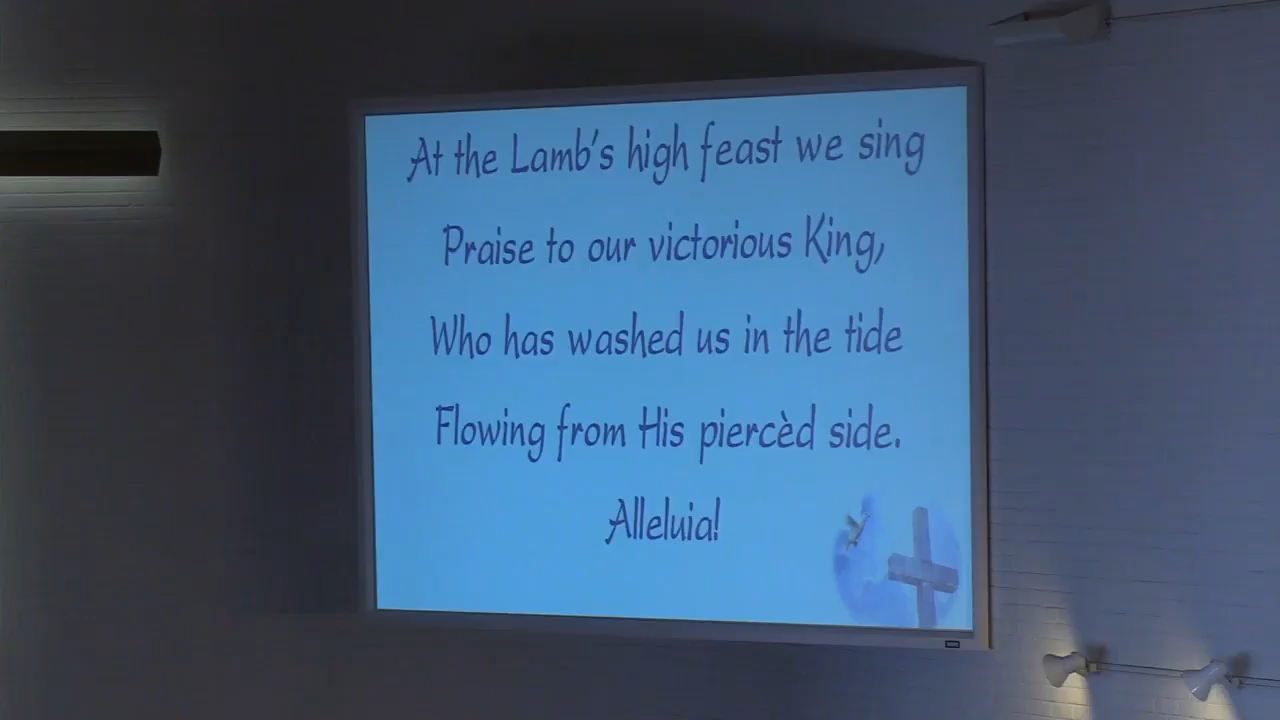 At the Lamb's high feast we sing
Praise to our victorious King,
Who has washed us in the tide
Flowing from His piercèd side.
Alleluia!